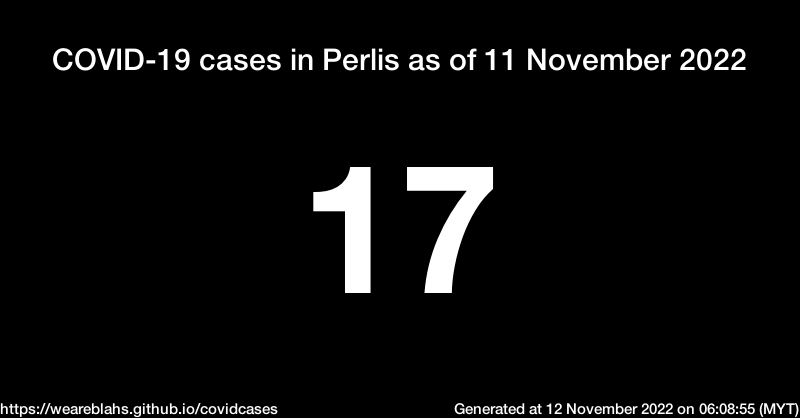 COVID-19 cases in Perlis as of 11 November 2022
17
https://weareblahs.github.io/covidcases
Generated at 12 November 2022 on 06:08:55 (MYT)